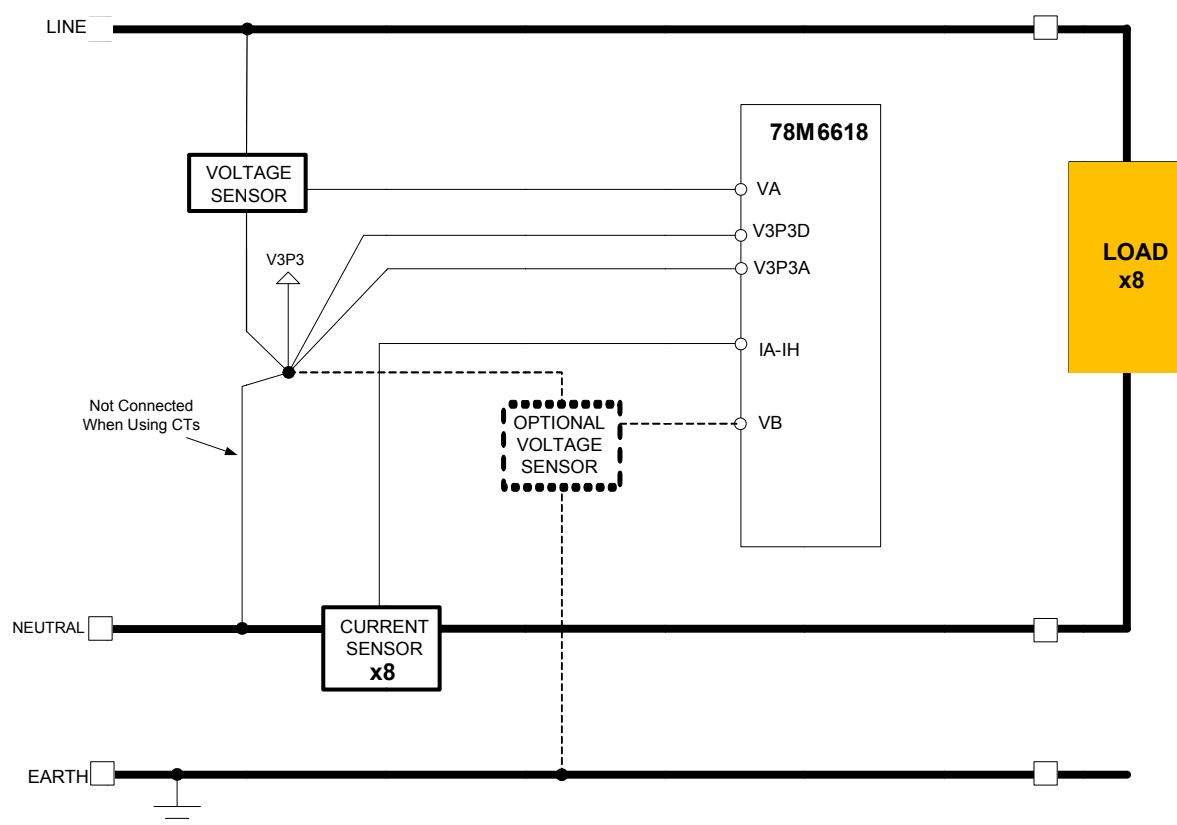 LINE
78M6618
VOLTAGE
SENSOR
VA
V3P3D
V3P3A
V3P3
LOAD
x8
IA-IH
Not Connected
When Using CTs
OPTIONAL
VOLTAGE
SENSOR
VB
NEUTRAL
CURRENT
SENSOR
x8
EARTH